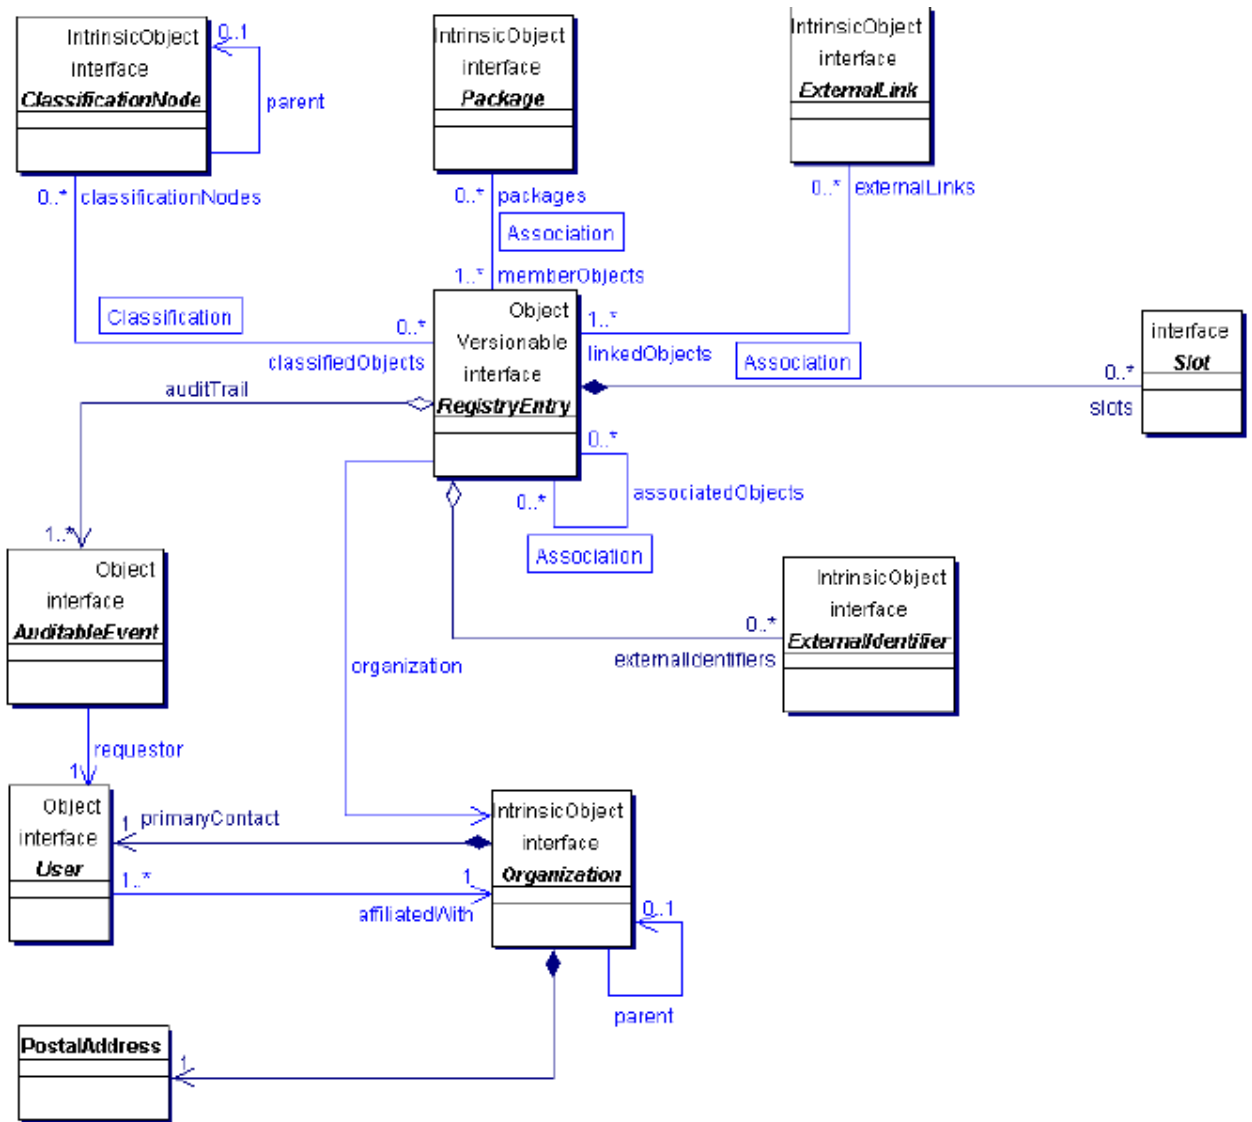 IntrinsicObject
interface
ClassificationNode
0..1
parent
IntrinsicObject
interface
Package
IntrinsicObject
interface
ExternalLink
0..* classificationNodes
0..* packages
Association
1..* memberObjects
0..* externalLinks
Classification
0..*
classifiedObjects
Object
Versionable
interface
RegistryEntry
1..*
linkedObjects
Association
0..*
slots
interface
Slot
auditTrail
1..*
0..*
associatedObjects
0..*
Association
Object
interface
AuditableEvent
organization
0..*
externalIdentifiers
IntrinsicObject
interface
ExternalIdentifier
requestor
1
Object
interface
User
1 primaryContact
1..*
1
affiliatedWith
IntrinsicObject
interface
Organization
0..1
parent
PostalAddress
1